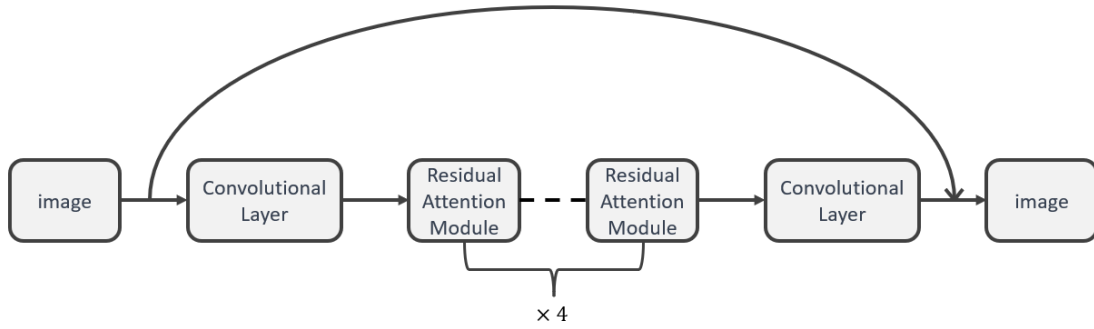 image
Convolutional
Layer
Residual
Attention
Module
Residual
Attention
Module
Convolutional
Layer
image
× 4